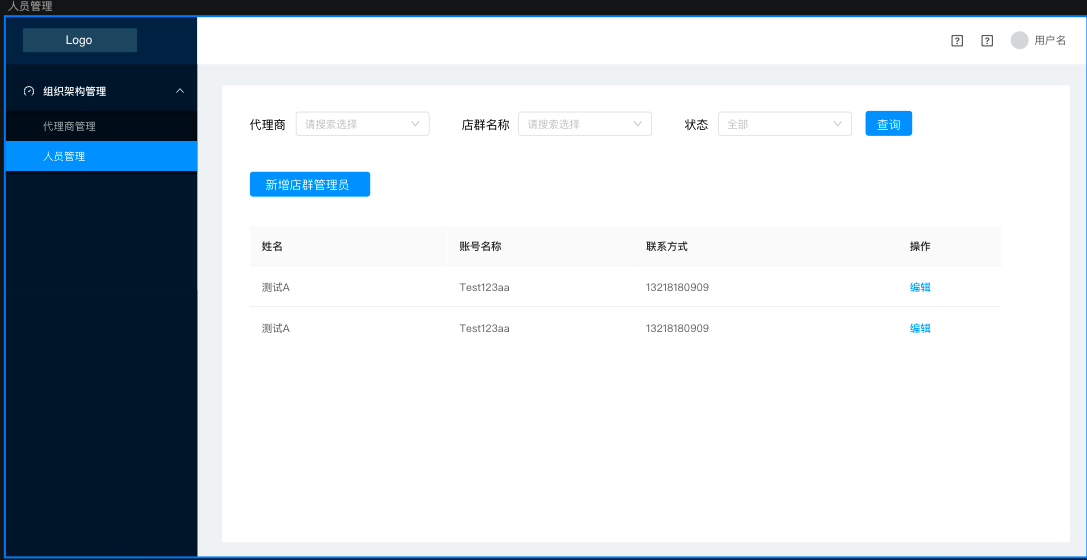 人员管理
Logo
用户名
组织架构管理
代理商管理
人员管理
代理商 请搜索选择 店群名称 请搜索选择 状态 全部 查询
新增店群管理员
姓名 账号名称 联系方式 操作
测试A Test123aa 13218180909 编辑
测试A Test123aa 13218180909 编辑